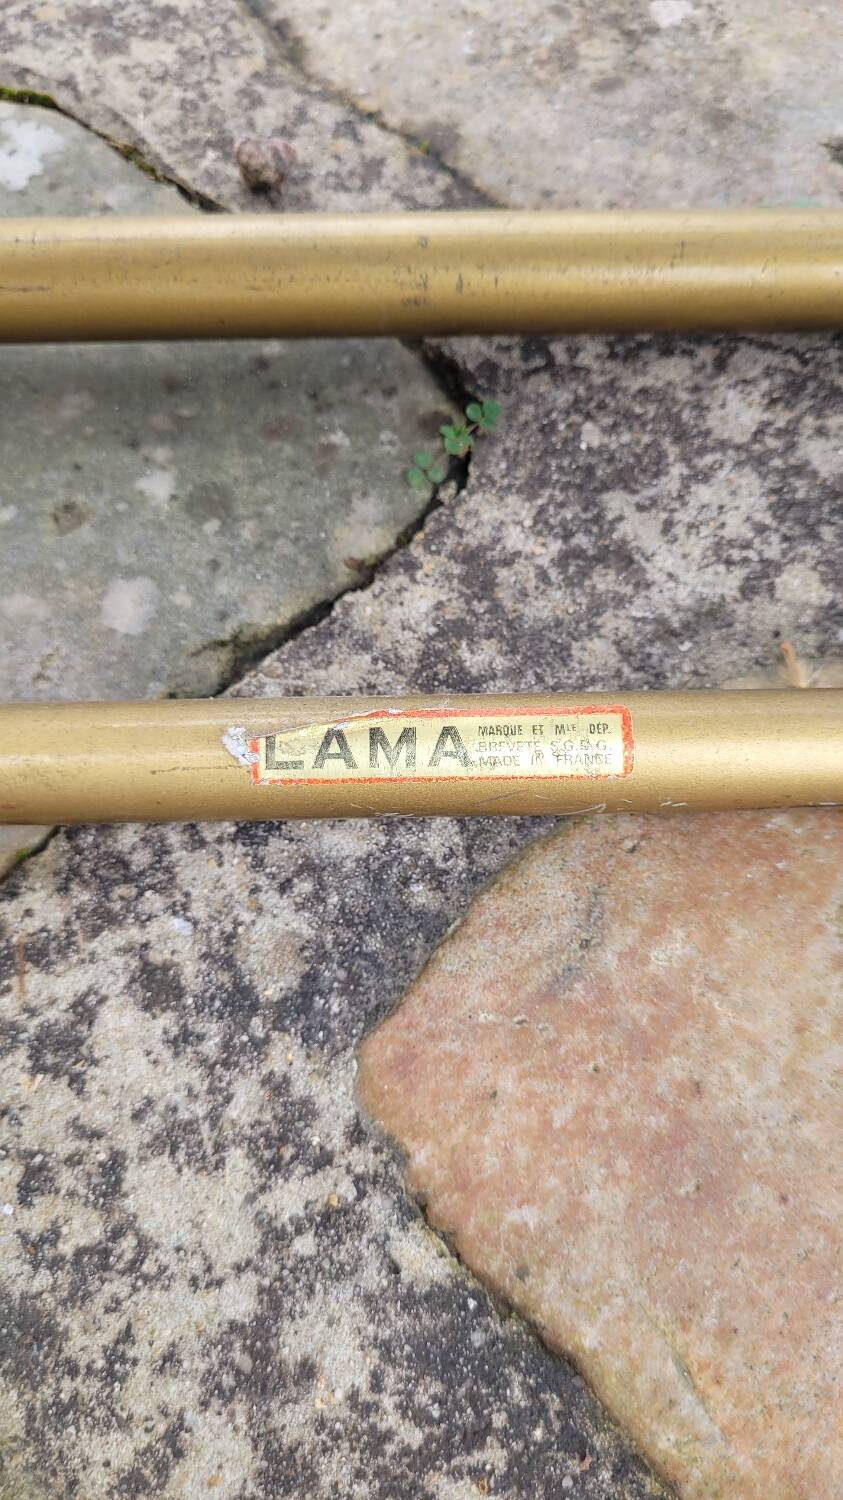 LAMA
MARQUE ET MLE DÉP.
BREVETÉ S.G.D.G.
MADE IN FRANCE